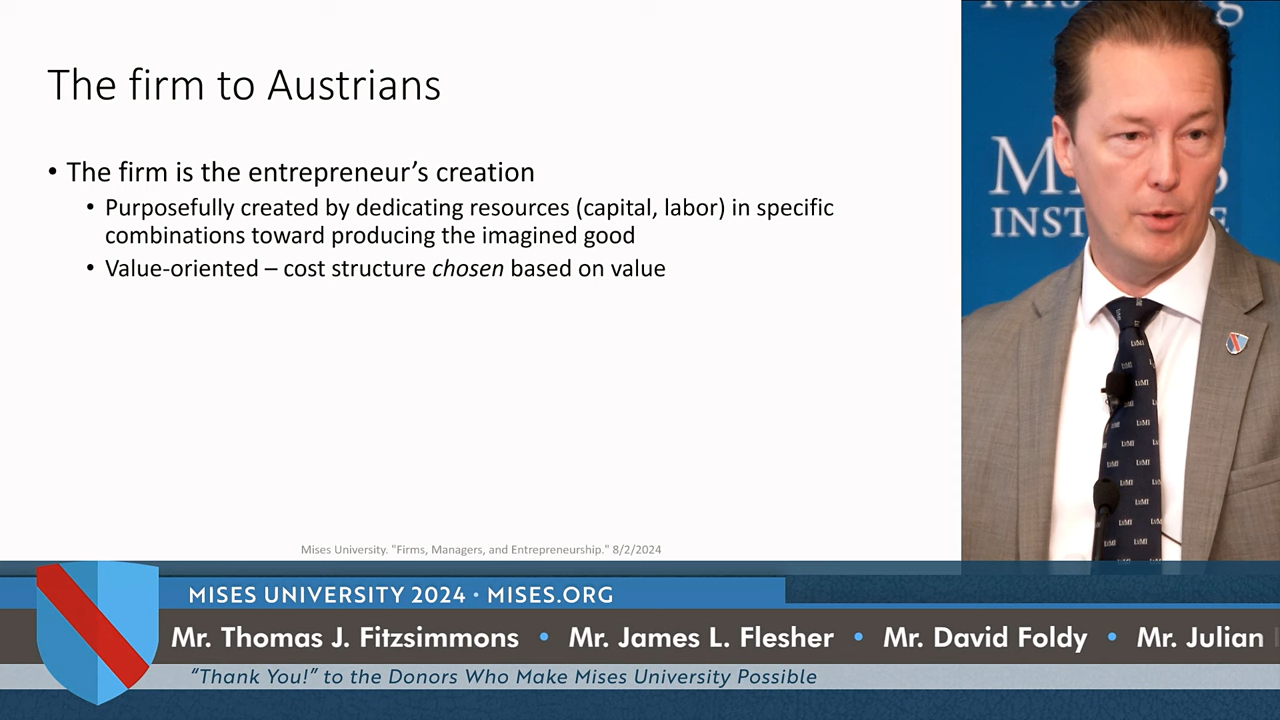 The firm to Austrians
• The firm is the entrepreneur’s creation
• Purposefully created by dedicating resources (capital, labor) in specific
combinations toward producing the imagined good
• Value-oriented – cost structure chosen based on value
Mises University. "Firms, Managers, and Entrepreneurship." 8/2/2024
MISES UNIVERSITY 2024 • MISES.ORG
Mr. Thomas J. Fitzsimmons • Mr. James L. Flesher • Mr. David Foldy • Mr. Julian
“Thank You!” to the Donors Who Make Mises University Possible
LvMI